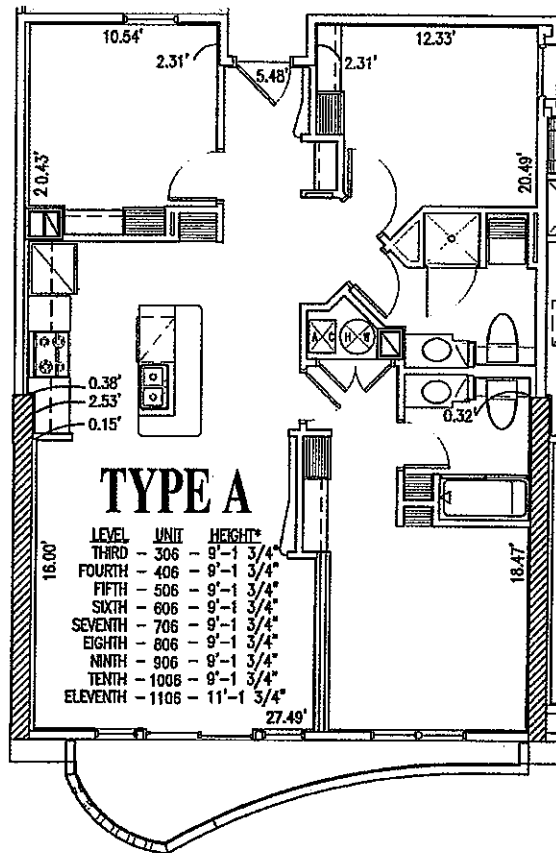 10.54'
12.33'
2.31'
5.48'
2.31'
20.43'
20.49'
A C
H W
0.38'
2.53'
0.15'
0.32'
TYPE A
LEVEL UNIT HEIGHT*
THIRD - 306 - 9'-1 3/4"
FOURTH - 406 - 9'-1 3/4"
FIFTH - 506 - 9'-1 3/4"
SIXTH - 606 - 9'-1 3/4"
SEVENTH - 706 - 9'-1 3/4"
EIGHTH - 806 - 9'-1 3/4"
NINTH - 906 - 9'-1 3/4"
TENTH - 1006 - 9'-1 3/4"
ELEVENTH - 1106 - 11'-1 3/4"
16.00'
18.47'
27.49'